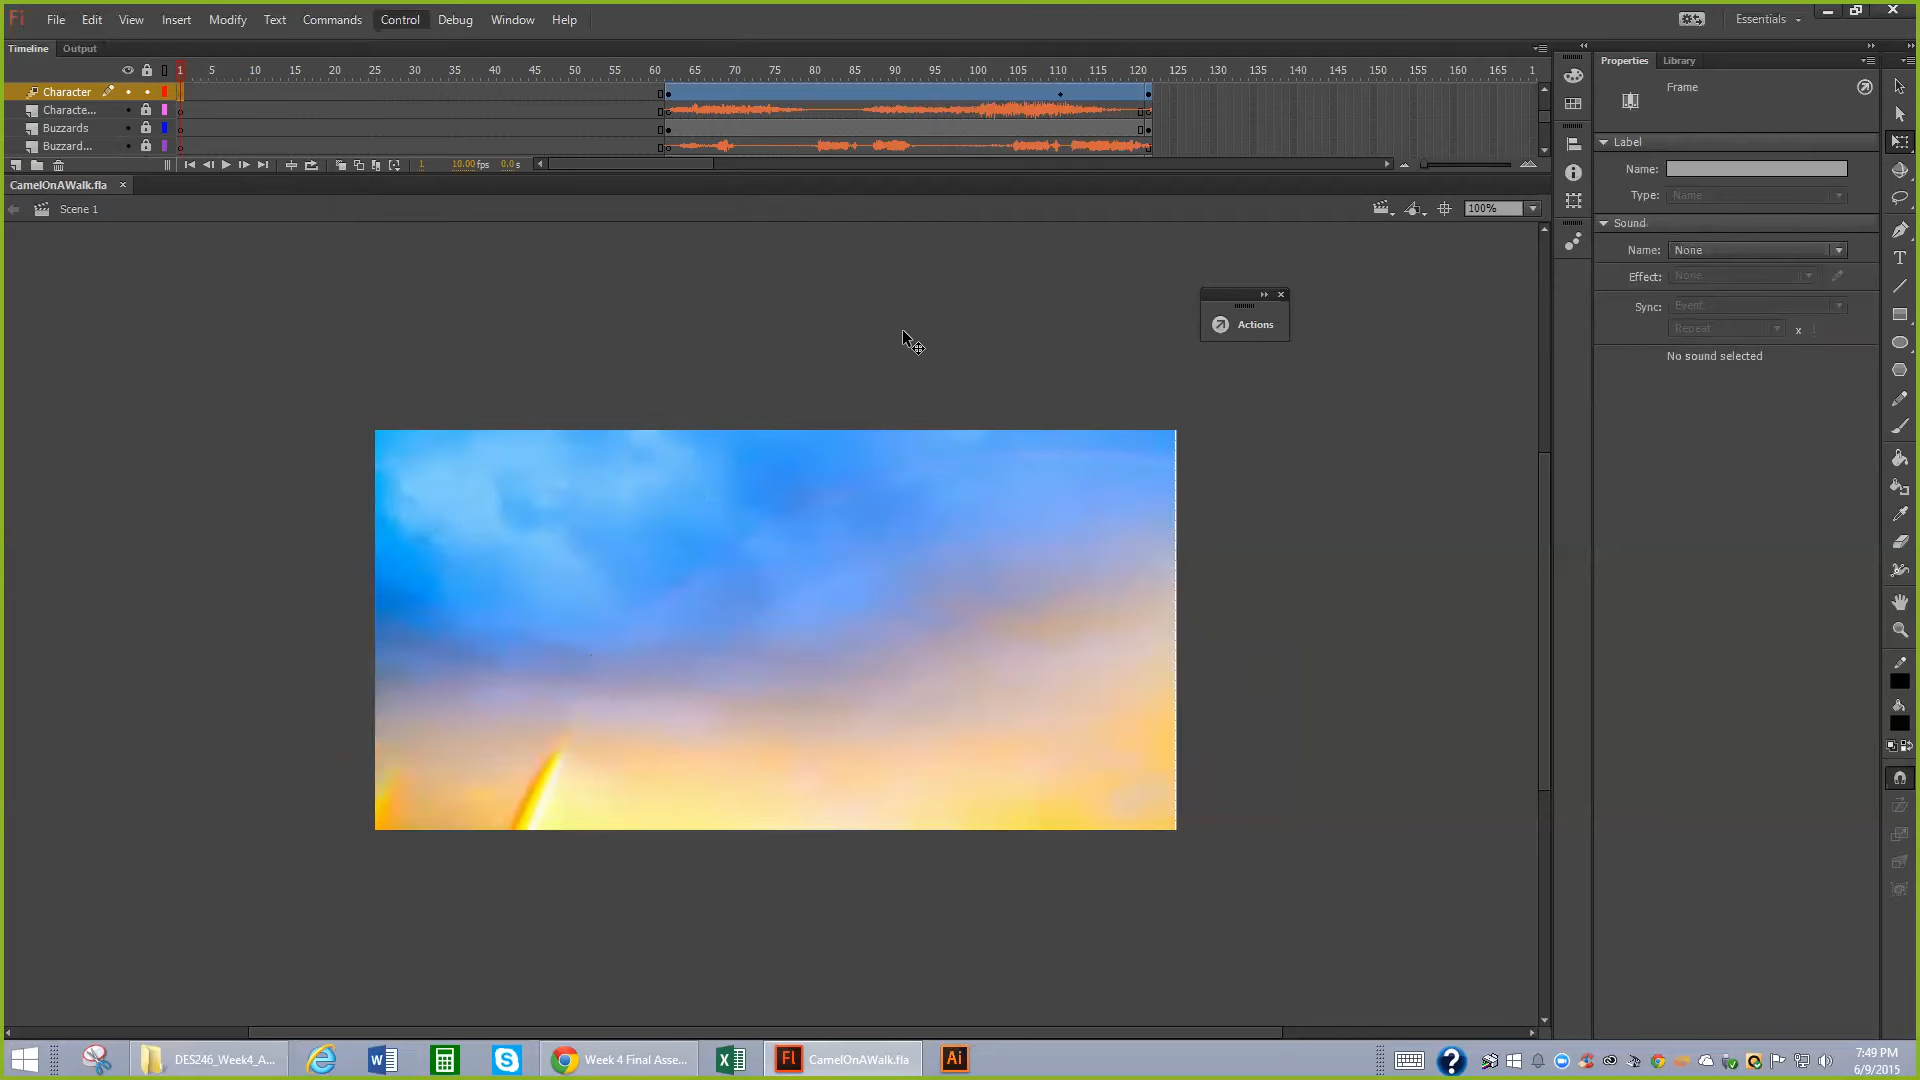 Fl File Edit View Insert Modify Text Commands Control Debug Window Help Essentials
Timeline Output
1 5 10 15 20 25 30 35 40 45 50 55 60 65 70 75 80 85 90 95 100 105 110 115 120 125 130 135 140 145 150 155 160 165 1
Character
Characte...
Buzzards
Buzzard...
1 10.00 fps 0.0 s
CamelOnAWalk.fla
Scene 1
100%
Actions
Properties Library
Frame
Label
Name:
Type: Name
Sound
Name: None
Effect: None
Sync: Event
Repeat x 1
No sound selected
DES246_Week4_A...
Week 4 Final Asse...
Fl CamelOnAWalk.fla
Ai
7:49 PM
6/9/2015